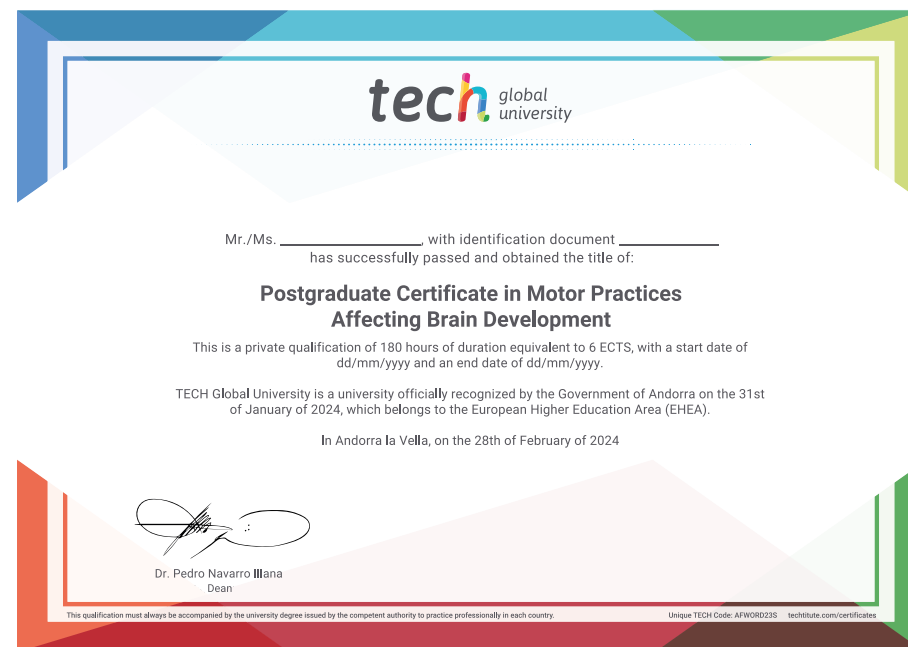 tech global university
Mr./Ms. ____________, with identification document ____________
has successfully passed and obtained the title of:
Postgraduate Certificate in Motor Practices
Affecting Brain Development
This is a private qualification of 180 hours of duration equivalent to 6 ECTS, with a start date of
dd/mm/yyyy and an end date of dd/mm/yyyy.
TECH Global University is a university officially recognized by the Government of Andorra on the 31st
of January of 2024, which belongs to the European Higher Education Area (EHEA).
In Andorra la Vella, on the 28th of February of 2024
Dr. Pedro Navarro Illana
Dean
This qualification must always be accompanied by the university degree issued by the competent authority to practice professionally in each country.
Unique TECH Code: AFWORD23S techtitute.com/certificates